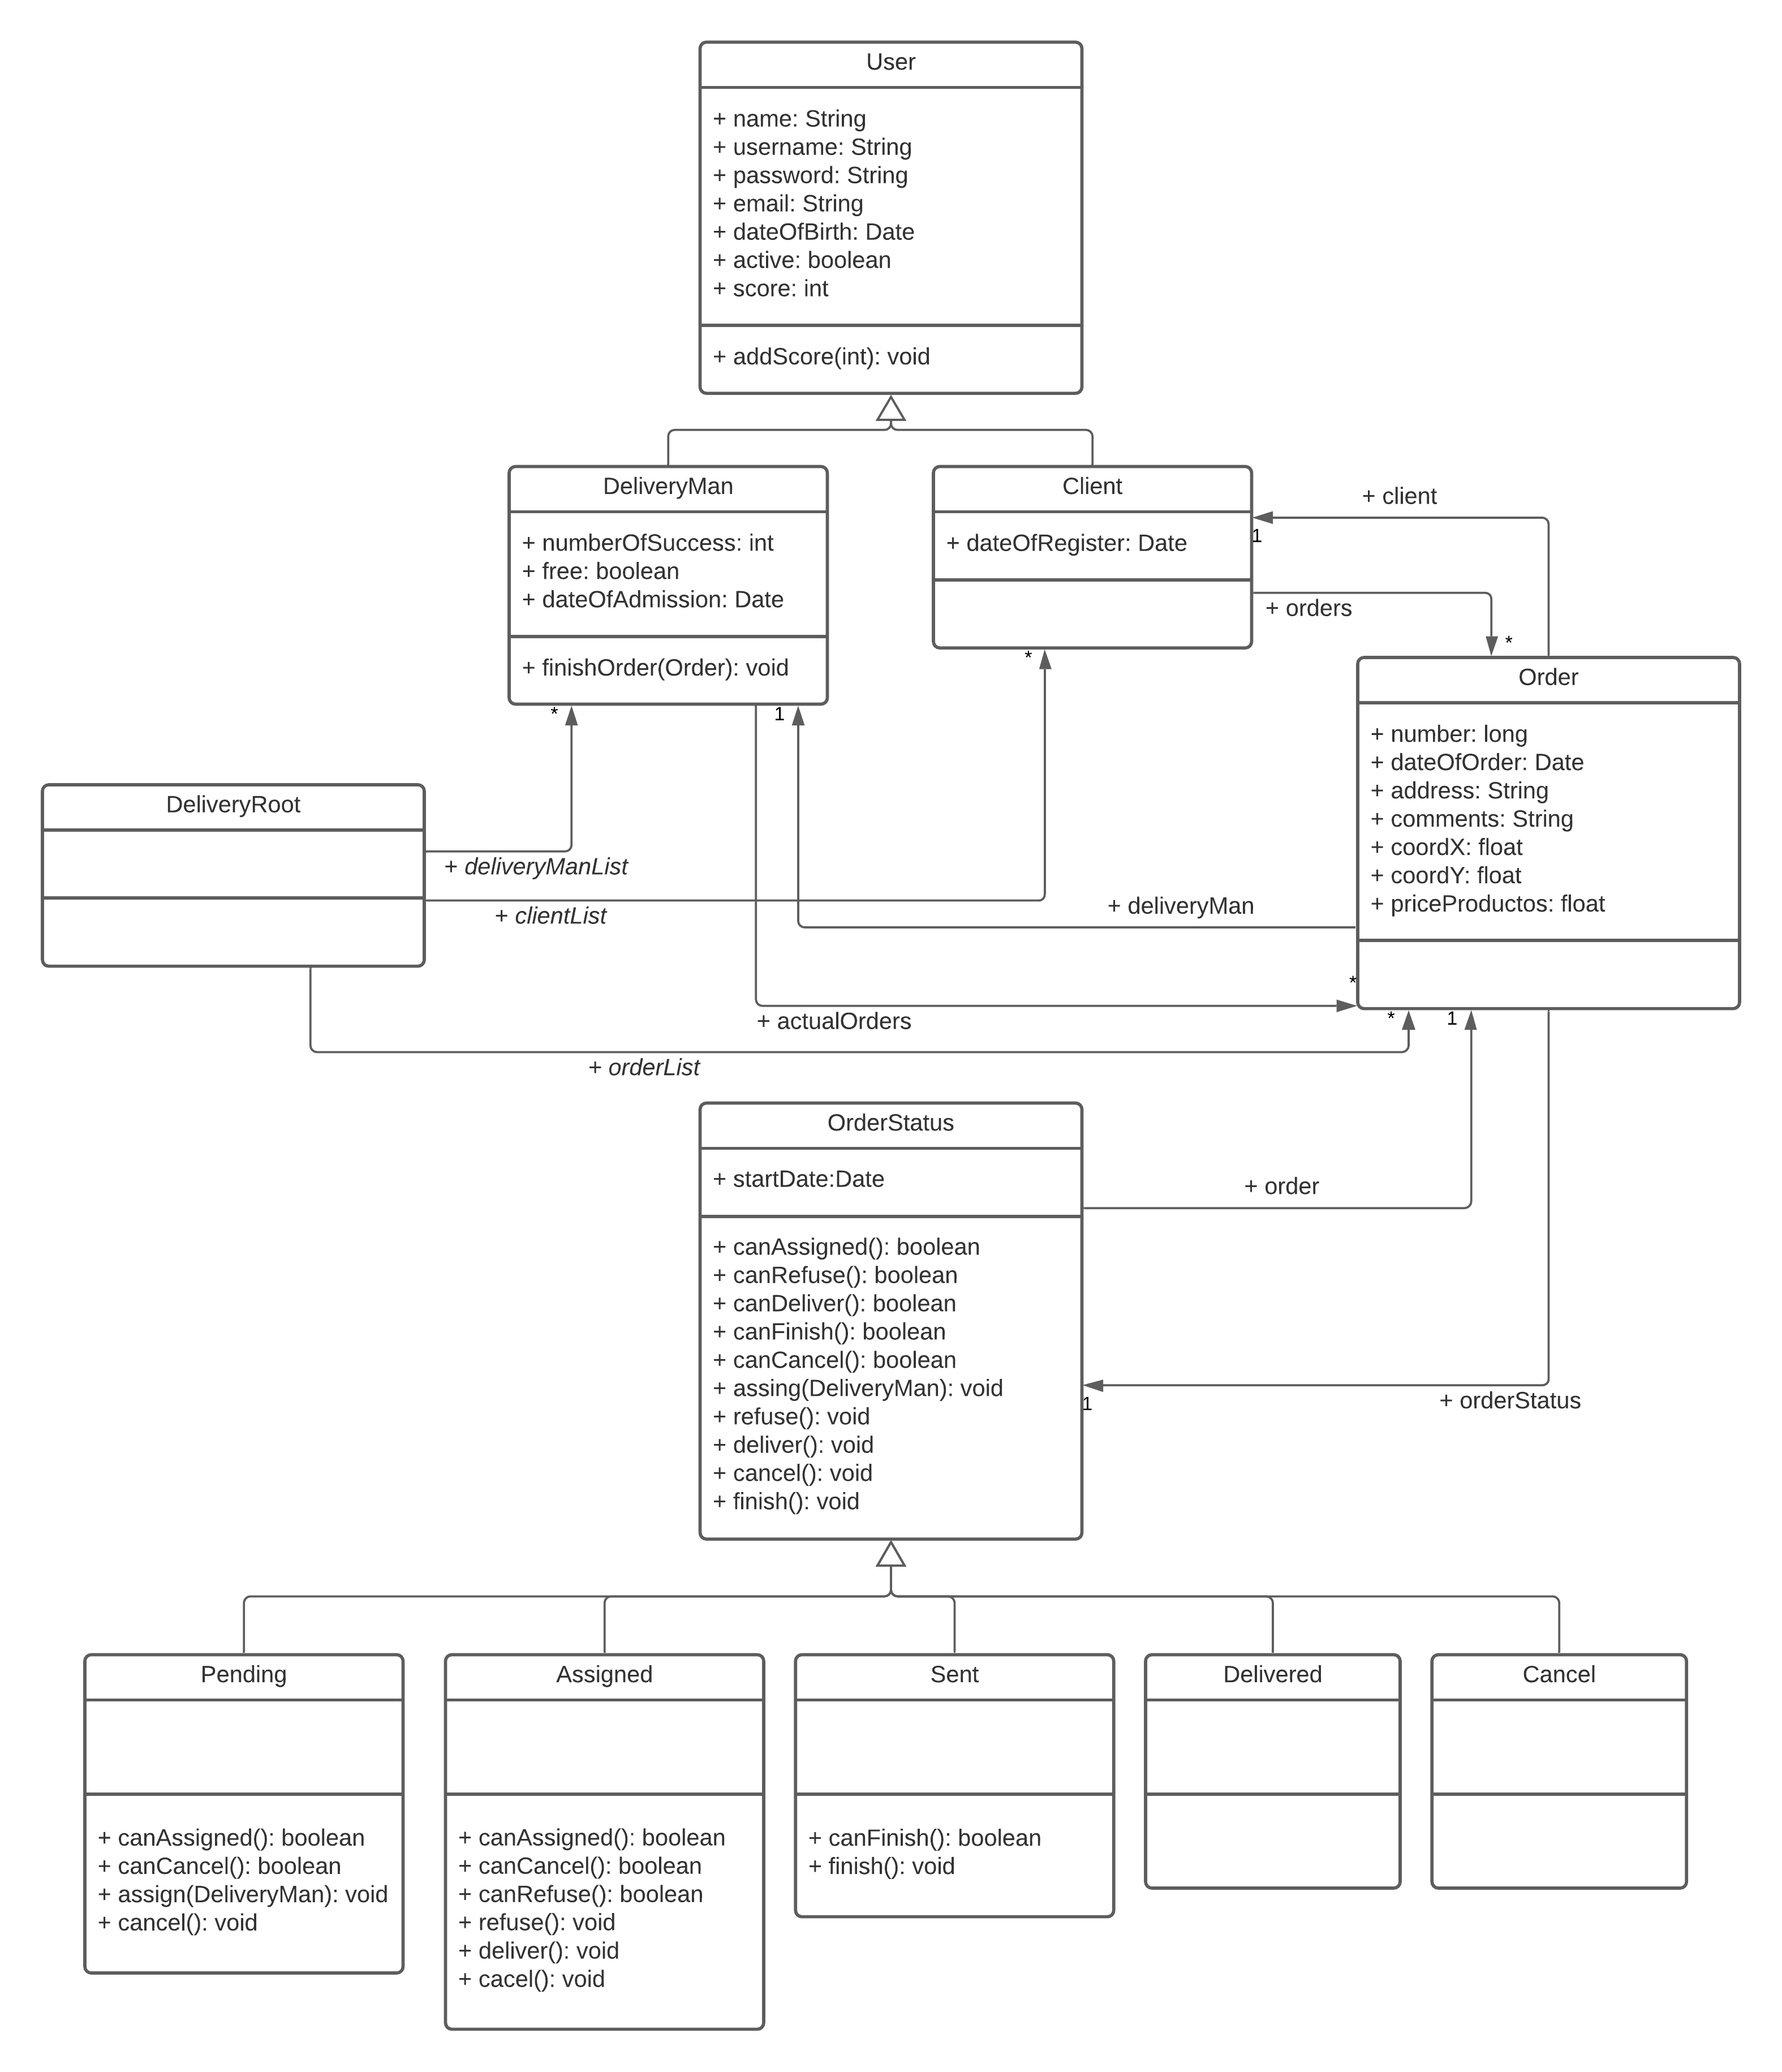 User
+ name: String
+ username: String
+ password: String
+ email: String
+ dateOfBirth: Date
+ active: boolean
+ score: int
+ addScore(int): void
DeliveryMan
+ numberOfSuccess: int
+ free: boolean
+ dateOfAdmission: Date
+ finishOrder(Order): void
Client
+ dateOfRegister: Date
+ client
1
+ orders
*
*
*
1
Order
+ number: long
+ dateOfOrder: Date
+ address: String
+ comments: String
+ coordX: float
+ coordY: float
+ priceProductos: float
DeliveryRoot
+ deliveryManList
+ clientList
+ deliveryMan
*
+ actualOrders
*
1
+ orderList
OrderStatus
+ startDate:Date
+ canAssigned(): boolean
+ canRefuse(): boolean
+ canDeliver(): boolean
+ canFinish(): boolean
+ canCancel(): boolean
+ assing(DeliveryMan): void
+ refuse(): void
+ deliver(): void
+ cancel(): void
+ finish(): void
+ order
1
+ orderStatus
Pending
+ canAssigned(): boolean
+ canCancel(): boolean
+ assign(DeliveryMan): void
+ cancel(): void
Assigned
+ canAssigned(): boolean
+ canCancel(): boolean
+ canRefuse(): boolean
+ refuse(): void
+ deliver(): void
+ cacel(): void
Sent
+ canFinish(): boolean
+ finish(): void
Delivered
Cancel